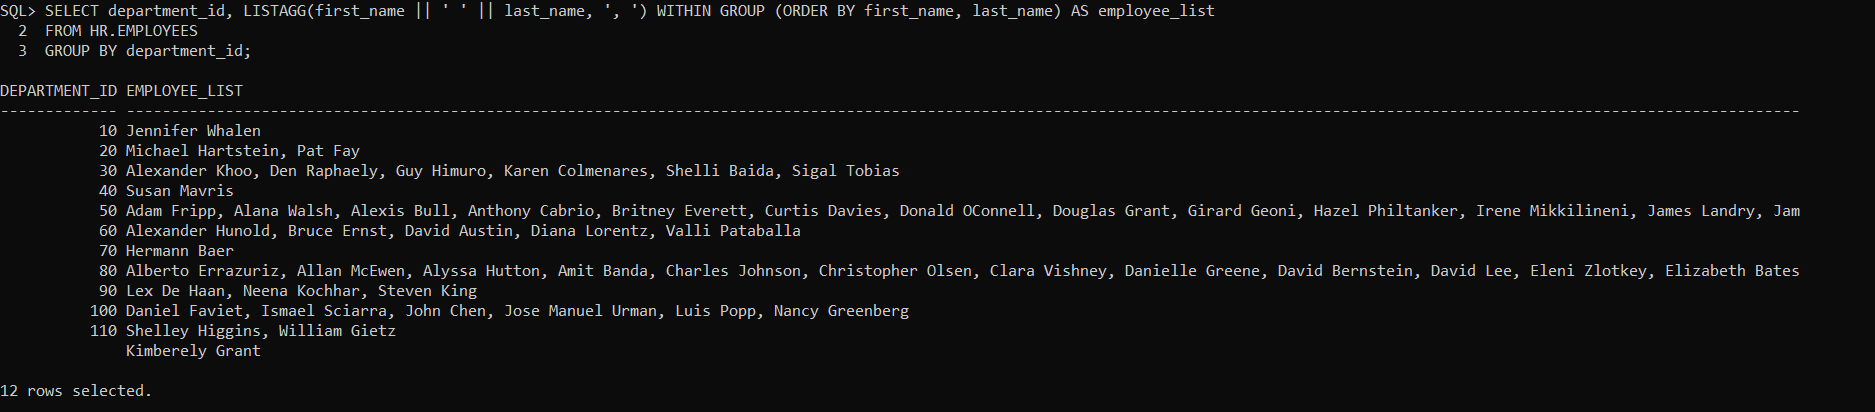 SQL> SELECT department_id, LISTAGG(first_name || ' ' || last_name, ', ') WITHIN GROUP (ORDER BY first_name, last_name) AS employee_list
2 FROM HR.EMPLOYEES
3 GROUP BY department_id;
DEPARTMENT_ID EMPLOYEE_LIST
------------- ------------------------------------------------------------------------------------------------------------------------------------------------------------------------------------------
10 Jennifer Whalen
20 Michael Hartstein, Pat Fay
30 Alexander Khoo, Den Raphaely, Guy Himuro, Karen Colmenares, Shelli Baida, Sigal Tobias
40 Susan Mavris
50 Adam Fripp, Alana Walsh, Alexis Bull, Anthony Cabrio, Britney Everett, Curtis Davies, Donald OConnell, Douglas Grant, Girard Geoni, Hazel Philtanker, Irene Mikkilineni, James Landry, Jam
60 Alexander Hunold, Bruce Ernst, David Austin, Diana Lorentz, Valli Pataballa
70 Hermann Baer
80 Alberto Errazuriz, Allan McEwen, Alyssa Hutton, Amit Banda, Charles Johnson, Christopher Olsen, Clara Vishney, Danielle Greene, David Bernstein, David Lee, Eleni Zlotkey, Elizabeth Bates
90 Lex De Haan, Neena Kochhar, Steven King
100 Daniel Faviet, Ismael Sciarra, John Chen, Jose Manuel Urman, Luis Popp, Nancy Greenberg
110 Shelley Higgins, William Gietz
Kimberely Grant
12 rows selected.